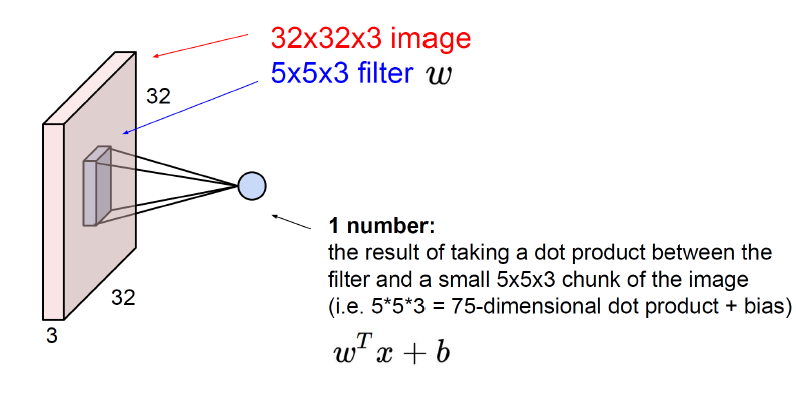 32x32x3 image
5x5x3 filter w
32
32
3
1 number:
the result of taking a dot product between the
filter and a small 5x5x3 chunk of the image
(i.e. 5*5*3 = 75-dimensional dot product + bias)
w^T x + b